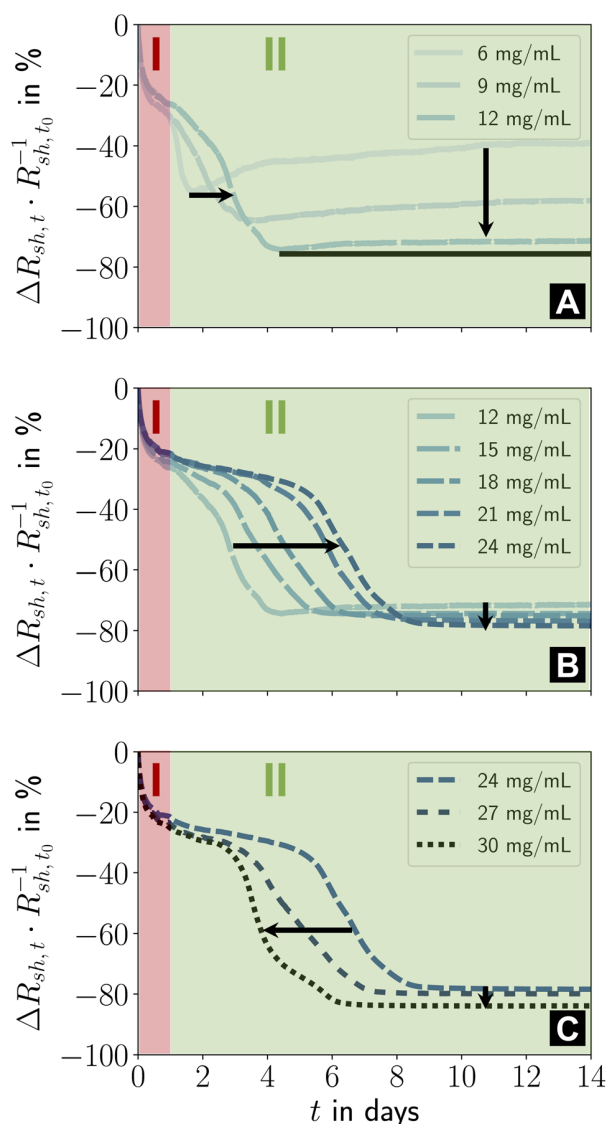 0
−20
−40
−60
−80
−100
ΔR_{sh,t} · R_{sh,t_0}^{−1} in %
I
II
6 mg/mL
9 mg/mL
12 mg/mL
A
0
−20
−40
−60
−80
−100
ΔR_{sh,t} · R_{sh,t_0}^{−1} in %
I
II
12 mg/mL
15 mg/mL
18 mg/mL
21 mg/mL
24 mg/mL
B
0
−20
−40
−60
−80
−100
ΔR_{sh,t} · R_{sh,t_0}^{−1} in %
I
II
24 mg/mL
27 mg/mL
30 mg/mL
C
0 2 4 6 8 10 12 14
t in days